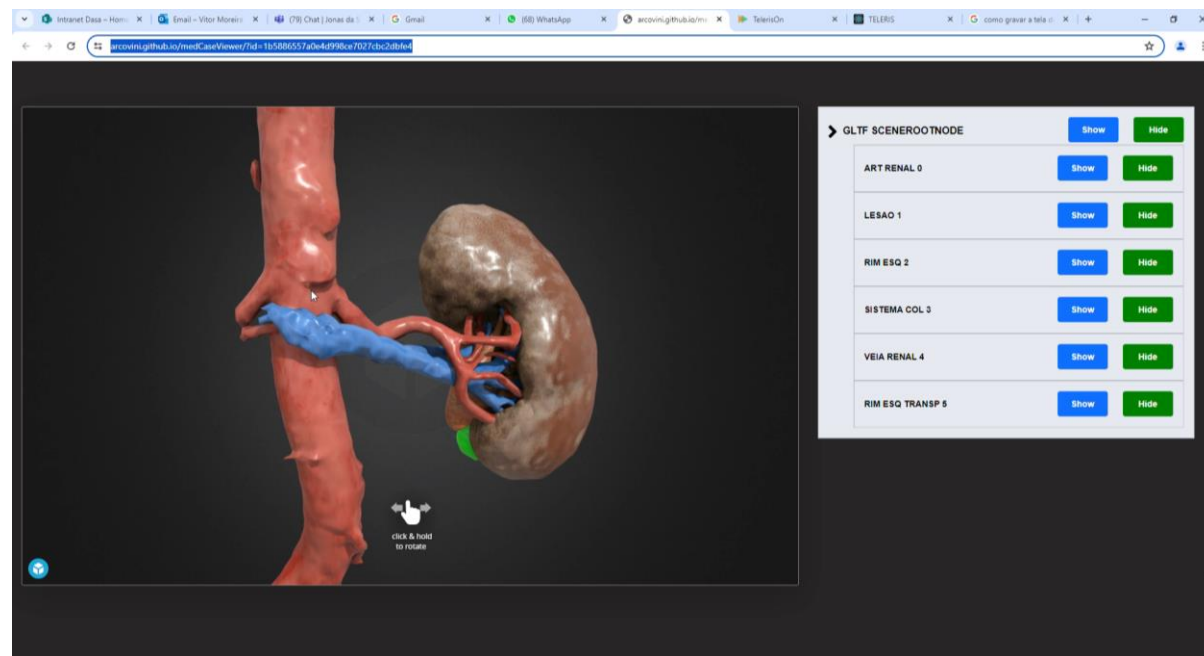 Intranet Dasa – Hom
Email – Vitor Moreira
(79) Chat | Jonas da S
Gmail
(68) WhatsApp
arcovini.github.io/me
TelerisOn
TELERIS
como gravar a tela d
arcovini.github.io/medCaseViewer/?id=1b5886557a0e4d998ce7027cbc2dbfe4
GLTF SCENEROOTNODE
Show
Hide
ART RENAL 0
Show
Hide
LESAO 1
Show
Hide
RIM ESQ 2
Show
Hide
SISTEMA COL 3
Show
Hide
VEIA RENAL 4
Show
Hide
RIM ESQ TRANSP 5
Show
Hide
click & hold
to rotate